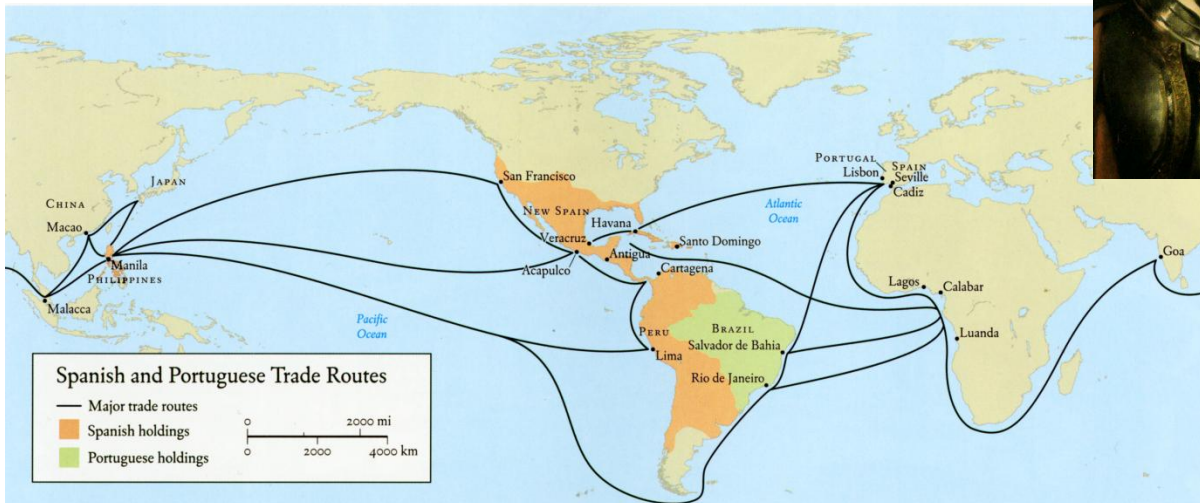 PORTUGAL
SPAIN
Lisbon
Seville
Cadiz
JAPAN
San Francisco
CHINA
Atlantic
Ocean
NEW SPAIN
Havana
Macao
Veracruz
Santo Domingo
Goa
Manila
Antigua
Acapulco
Cartagena
PHILIPPINES
Lagos
Calabar
Malacca
Pacific
Ocean
PERU
BRAZIL
Luanda
Salvador de Bahia
Lima
Rio de Janeiro
Spanish and Portuguese Trade Routes
Major trade routes
Spanish holdings
Portuguese holdings
0 2000 mi
0 2000 4000 km